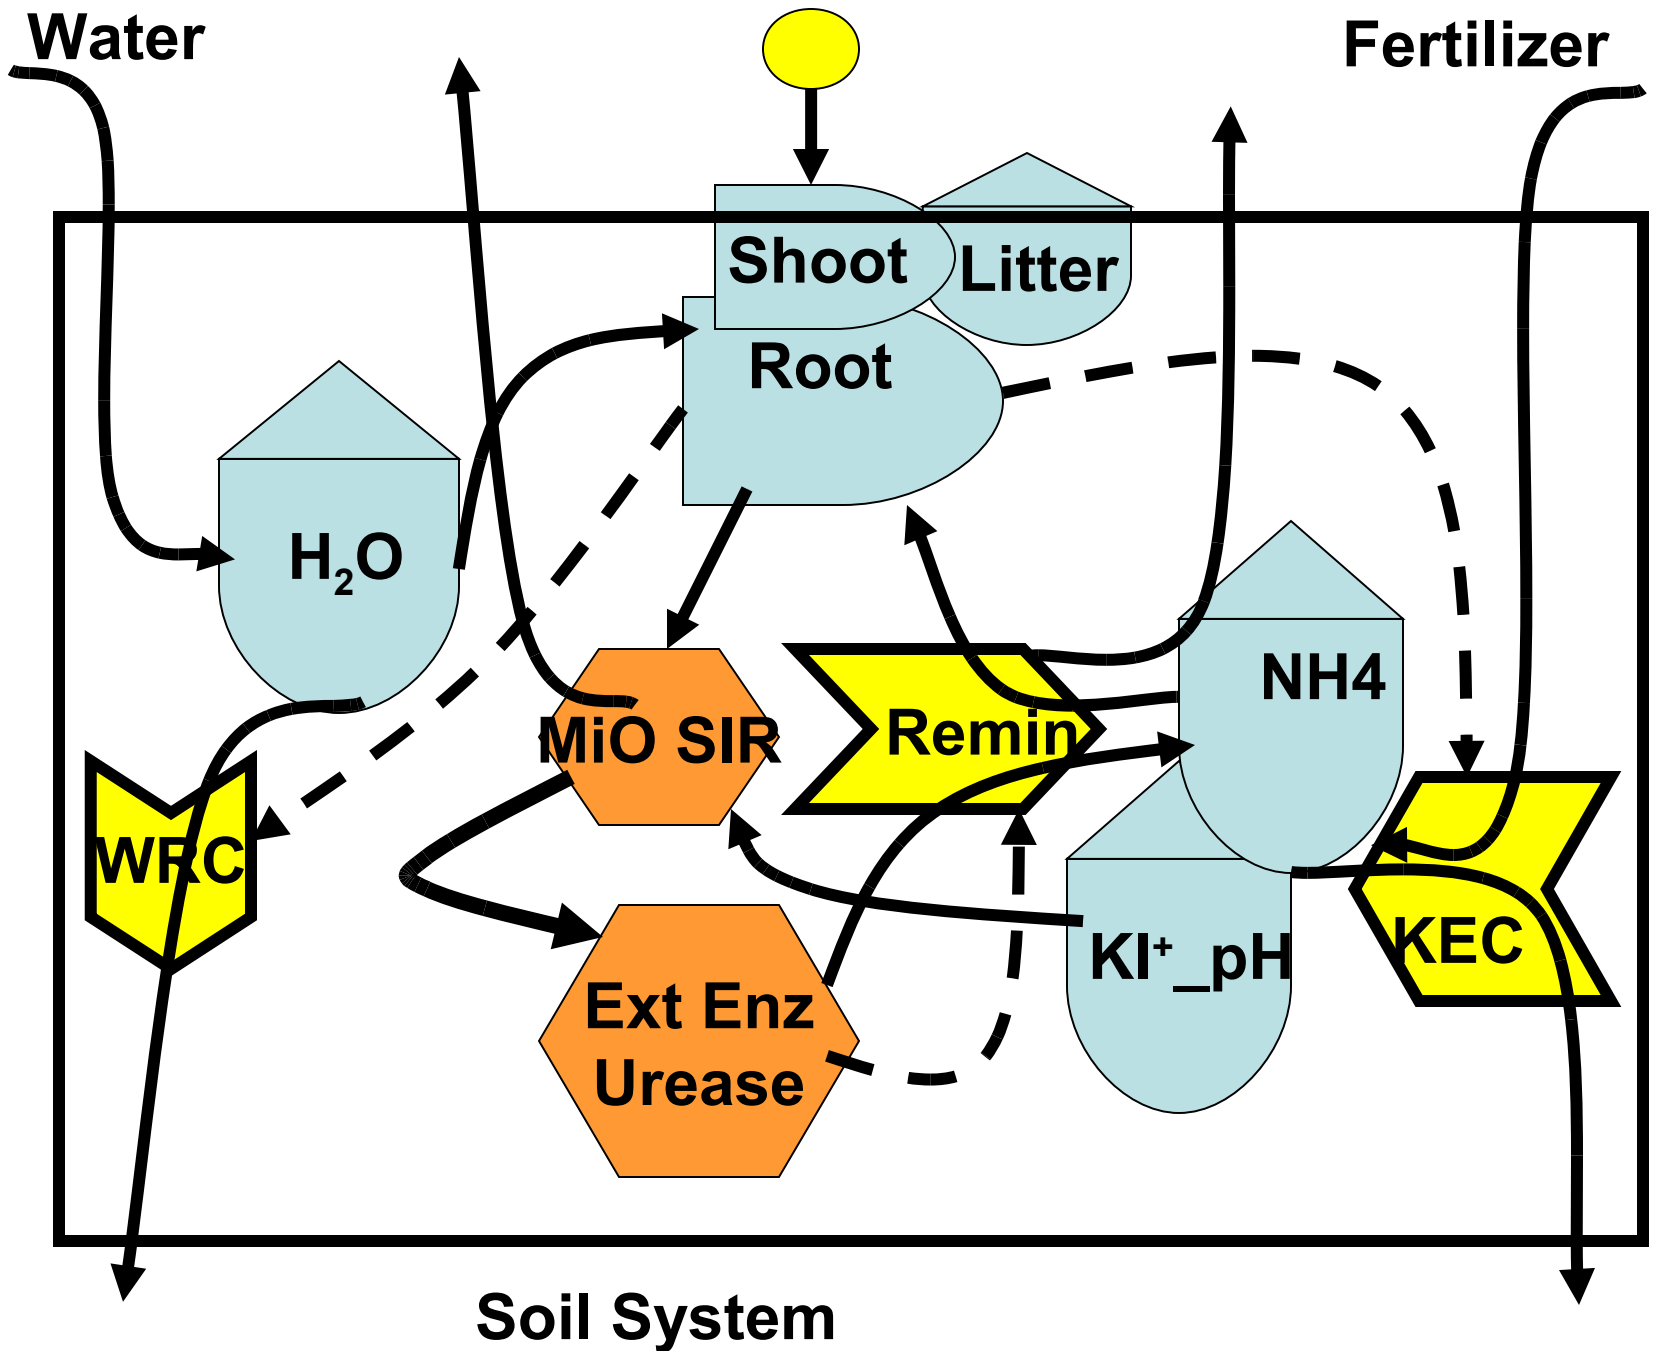 Water
Fertilizer
Shoot
Litter
Root
H₂O
NH4
MiO SIR
Remin
WRC
KEC
KI⁺_pH
Ext Enz
Urease
Soil System